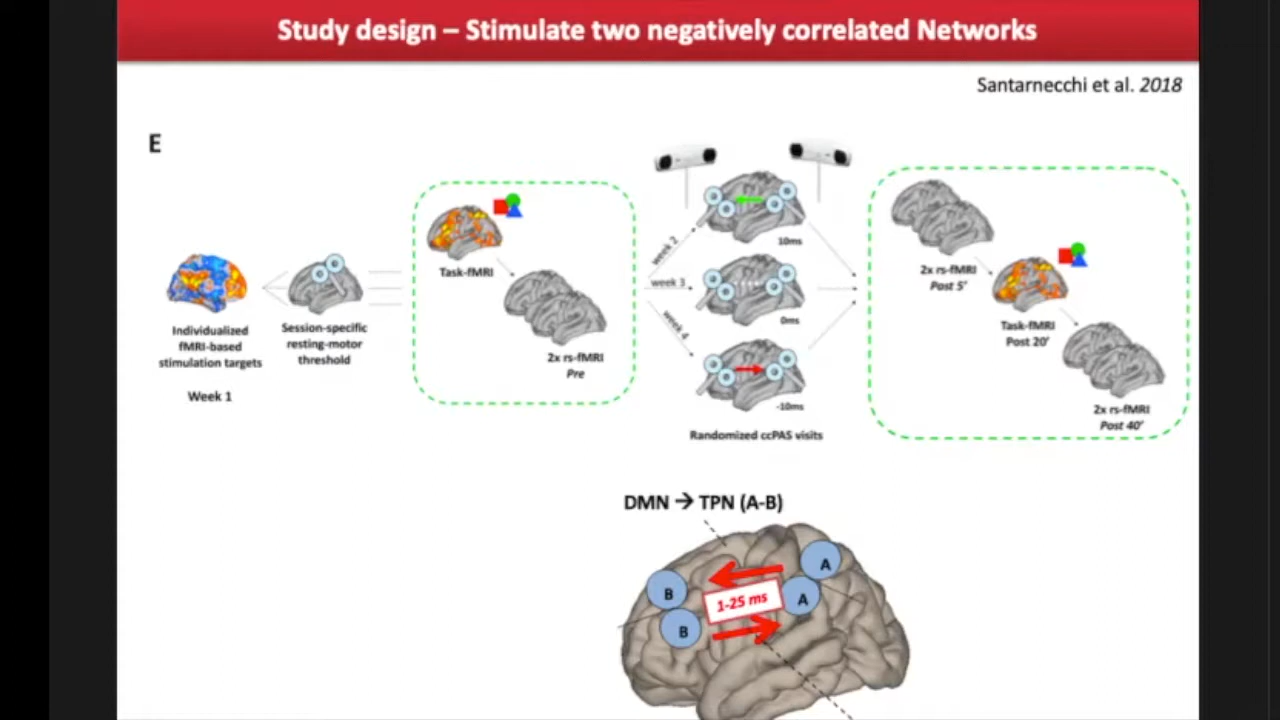 Study design – Stimulate two negatively correlated Networks
Santarnecchi et al. 2018
E
Individualized
fMRI-based
stimulation targets
Week 1
Session-specific
resting-motor
threshold
Task-fMRI
2x rs-fMRI
Pre
week 2
week 3
week 4
10ms
0ms
-10ms
Randomized ccPAS visits
2x rs-fMRI
Post 5'
Task-fMRI
Post 20'
2x rs-fMRI
Post 40'
DMN → TPN (A-B)
A
B
1-25 ms
A
B